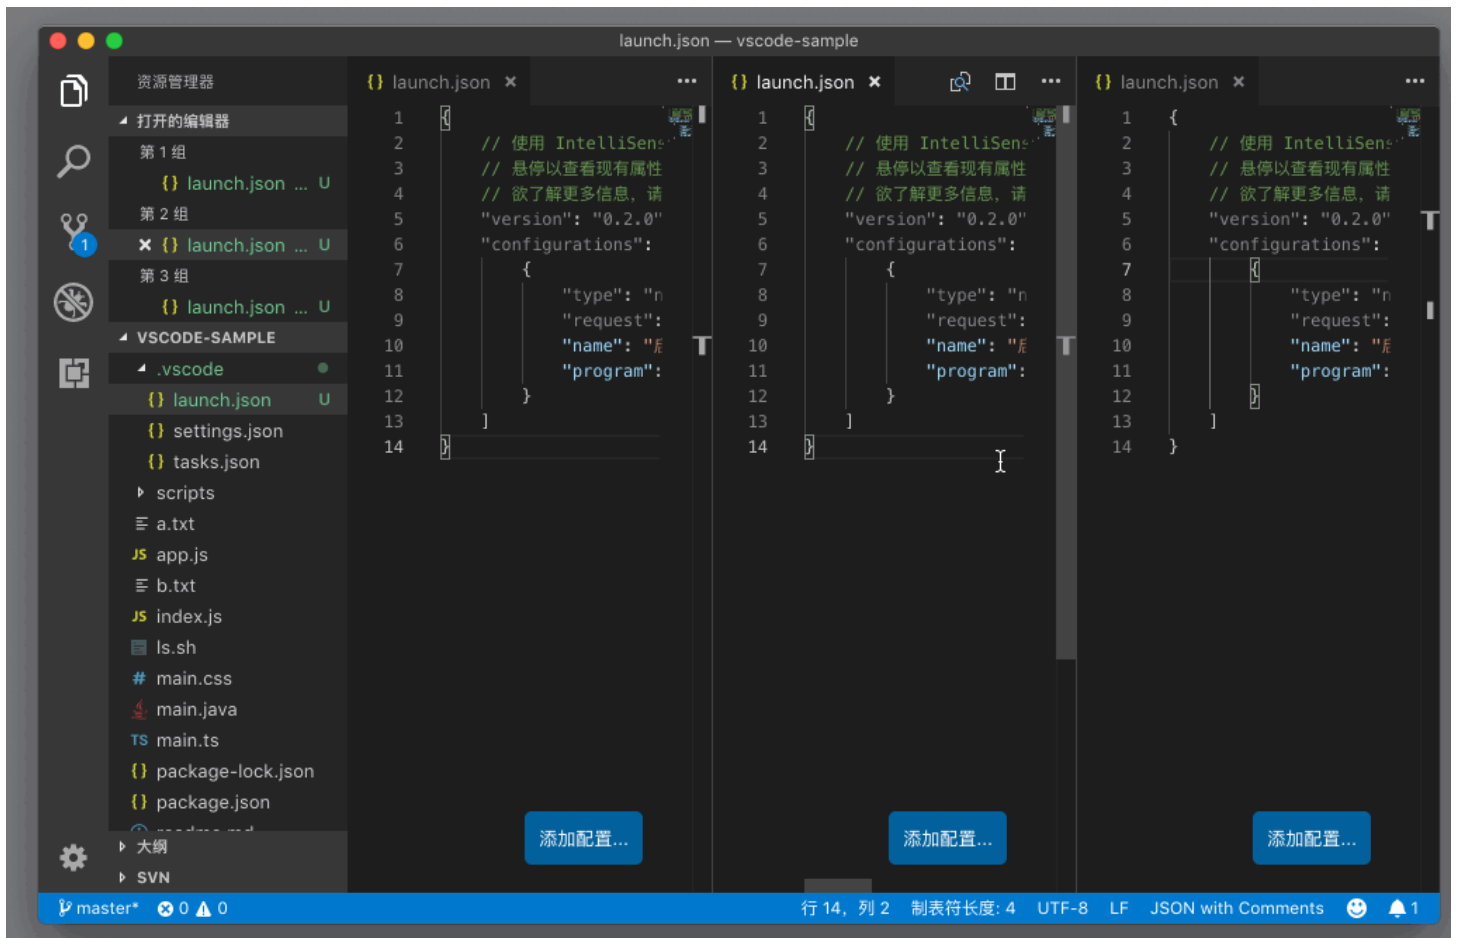 launch.json — vscode-sample
资源管理器
打开的编辑器
第 1 组
{} launch.json ... U
第 2 组
{} launch.json ... U
第 3 组
{} launch.json ... U
VSCODE-SAMPLE
.vscode
{} launch.json U
{} settings.json
{} tasks.json
scripts
a.txt
JS app.js
b.txt
JS index.js
ls.sh
# main.css
main.java
TS main.ts
{} package-lock.json
{} package.json
大纲
SVN
1
{} launch.json
1 {
2 // 使用 IntelliSens
3 // 悬停以查看现有属性
4 // 欲了解更多信息，请
5 "version": "0.2.0"
6 "configurations":
7 {
8 "type": "n
9 "request":
10 "name": "
11 "program":
12 }
13 ]
14 }
添加配置...
{} launch.json
1 {
2 // 使用 IntelliSens
3 // 悬停以查看现有属性
4 // 欲了解更多信息，请
5 "version": "0.2.0"
6 "configurations":
7 {
8 "type": "n
9 "request":
10 "name": "
11 "program":
12 }
13 ]
14 }
添加配置...
{} launch.json
1 {
2 // 使用 IntelliSens
3 // 悬停以查看现有属性
4 // 欲了解更多信息，请
5 "version": "0.2.0"
6 "configurations":
7 {
8 "type": "n
9 "request":
10 "name": "
11 "program":
12 }
13 ]
14 }
添加配置...
master* 0 0 行 14，列 2 制表符长度: 4 UTF-8 LF JSON with Comments 1